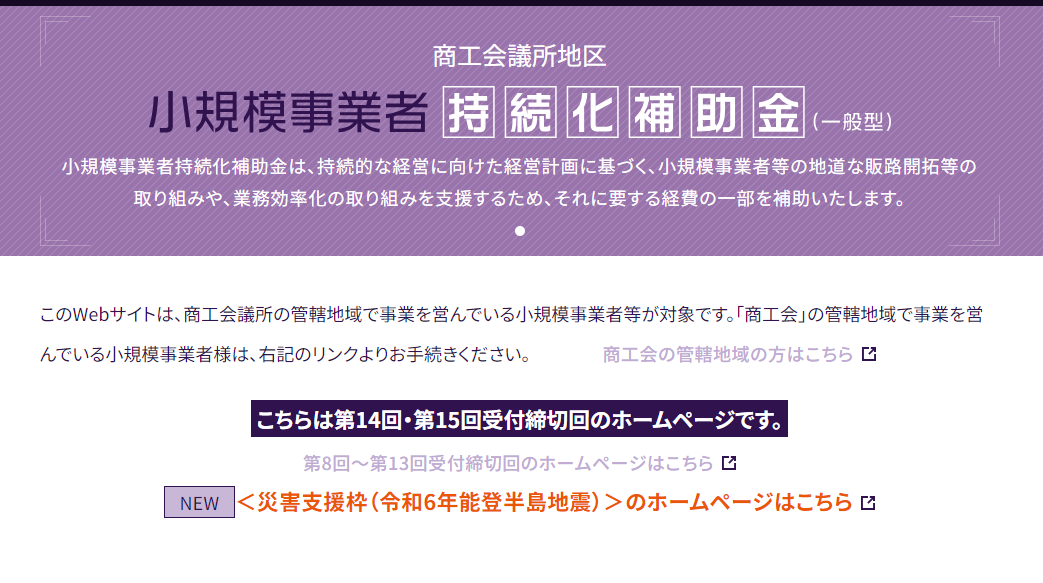 商工会議所地区
小規模事業者 持続化補助金 (一般型)
小規模事業者持続化補助金は、持続的な経営に向けた経営計画に基づく、小規模事業者等の地道な販路開拓等の
取り組みや、業務効率化の取り組みを支援するため、それに要する経費の一部を補助いたします。
このWebサイトは、商工会議所の管轄地域で事業を営んでいる小規模事業者等が対象です。「商工会」の管轄地域で事業を営
んでいる小規模事業者様は、右記のリンクよりお手続きください。 商工会の管轄地域の方はこちら
こちらは第14回・第15回受付締切回のホームページです。
第8回～第13回受付締切回のホームページはこちら
NEW ＜災害支援枠（令和6年能登半島地震）＞のホームページはこちら